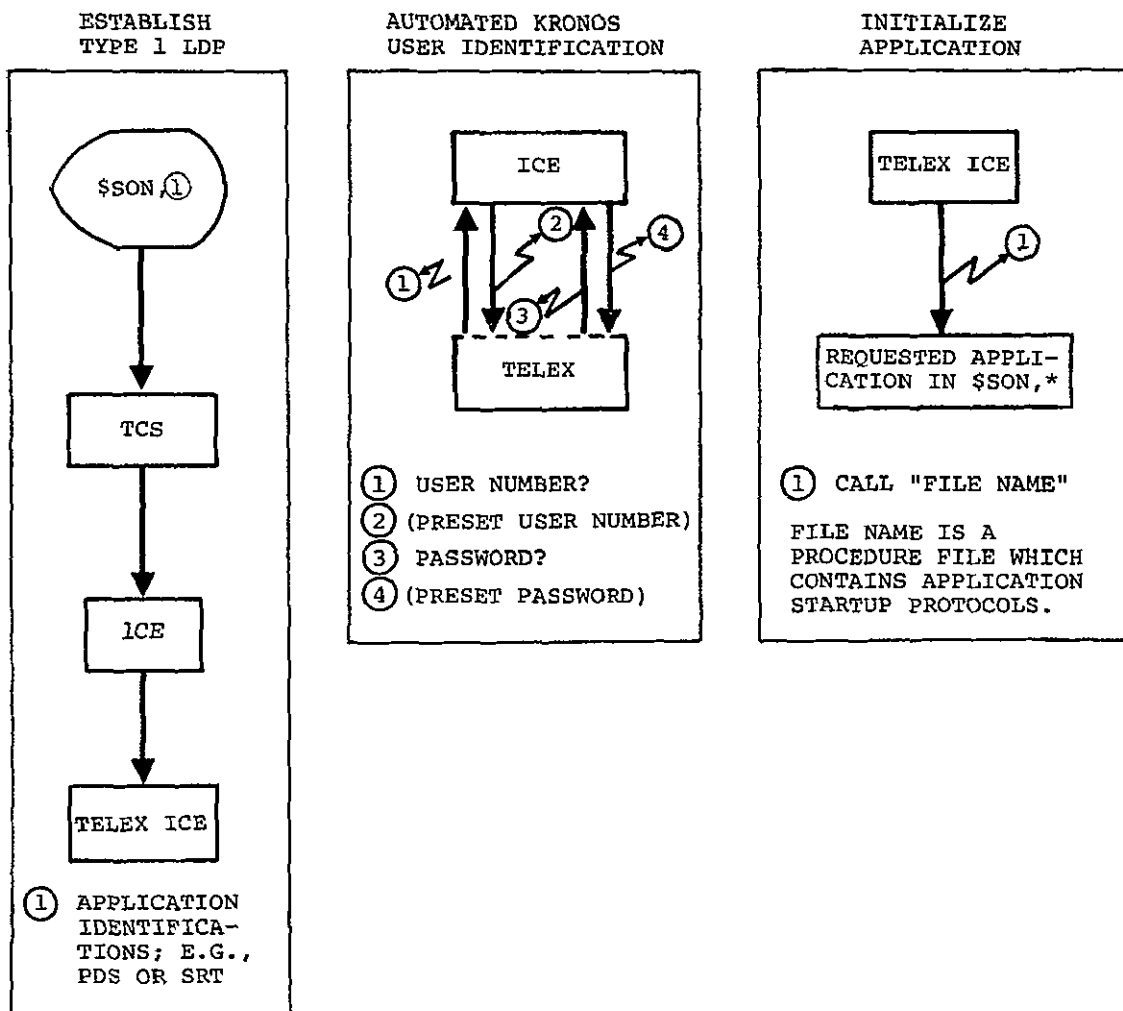 ESTABLISH
TYPE 1 LDP
$SON,①
TCS
ICE
TELEX ICE
① APPLICATION
IDENTIFICA-
TIONS; E.G.,
PDS OR SRT
AUTOMATED KRONOS
USER IDENTIFICATION
ICE
①
②
③
④
TELEX
① USER NUMBER?
② (PRESET USER NUMBER)
③ PASSWORD?
④ (PRESET PASSWORD)
INITIALIZE
APPLICATION
TELEX ICE
①
REQUESTED APPLI-
CATION IN $SON,*
① CALL "FILE NAME"
FILE NAME IS A
PROCEDURE FILE WHICH
CONTAINS APPLICATION
STARTUP PROTOCOLS.